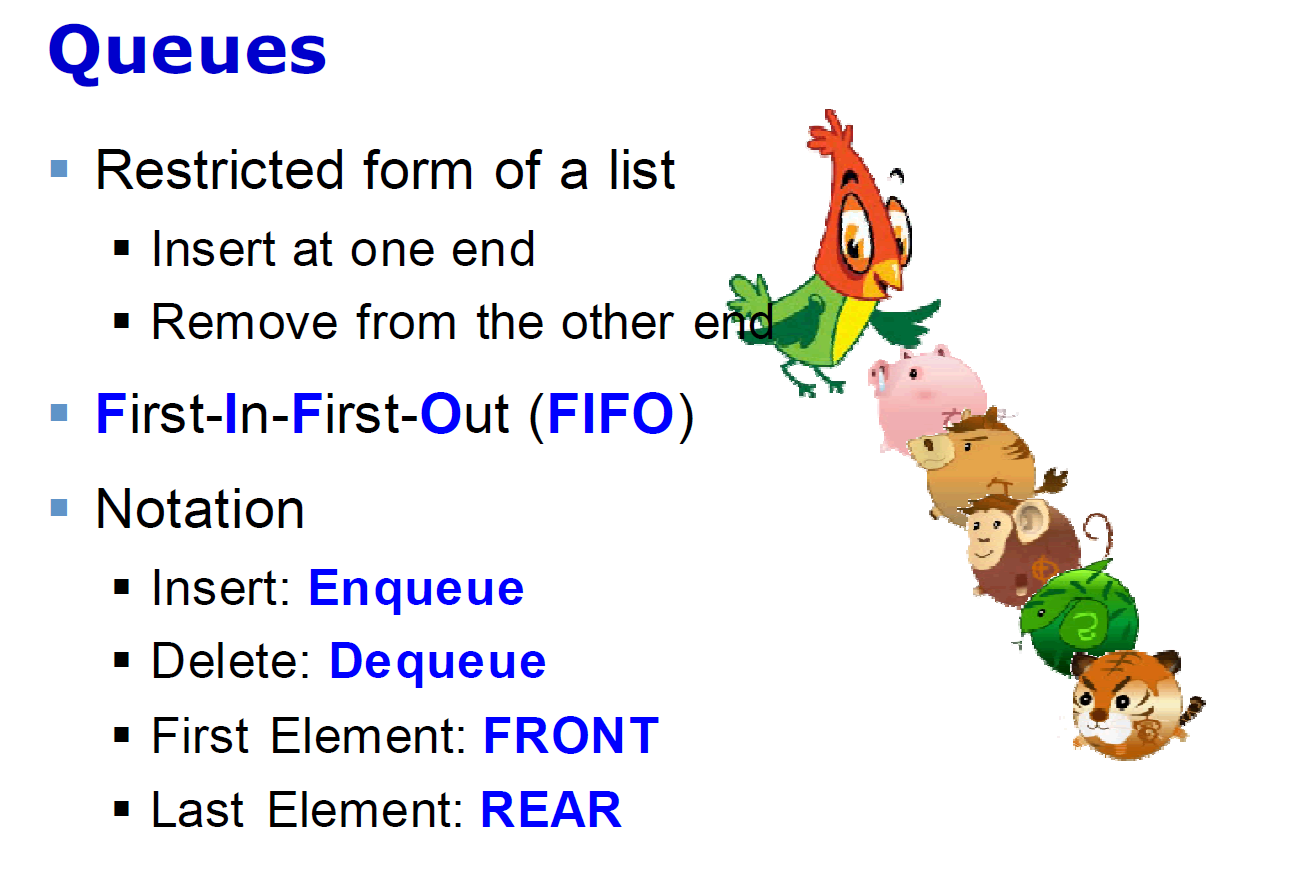 Queues
Restricted form of a list
Insert at one end
Remove from the other end
First-In-First-Out (FIFO)
Notation
Insert: Enqueue
Delete: Dequeue
First Element: FRONT
Last Element: REAR